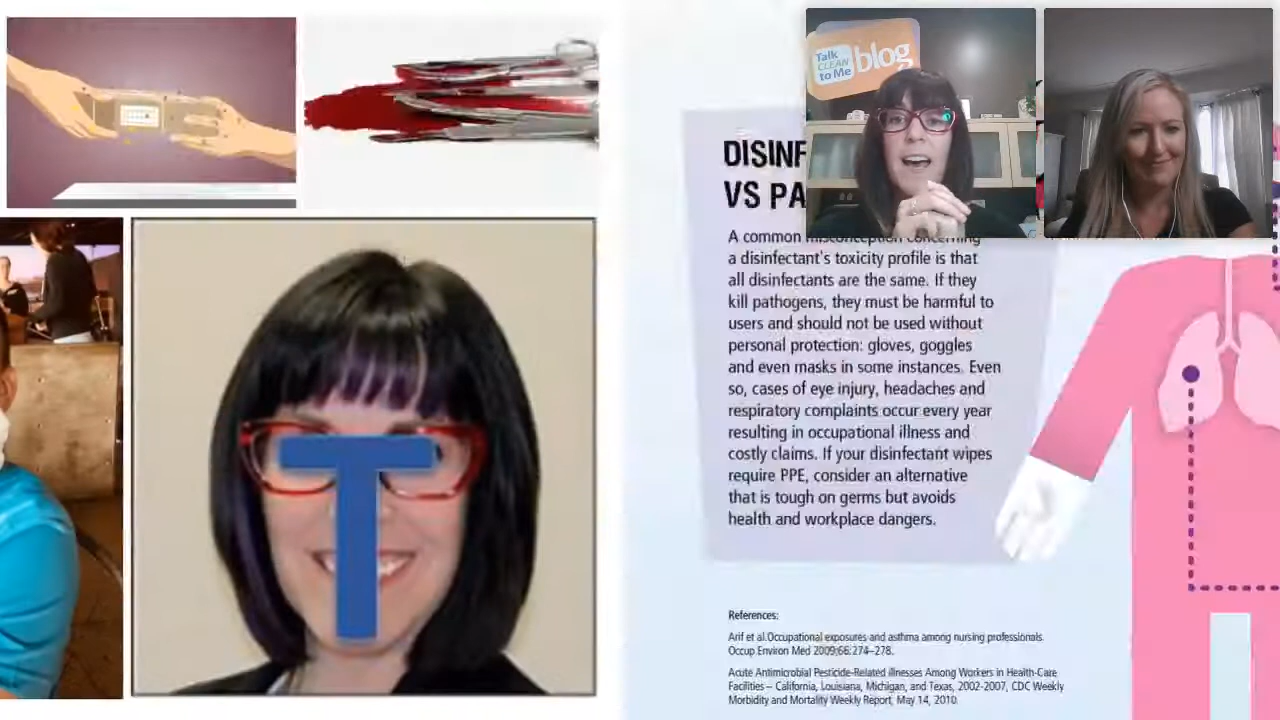 T
Talk
CLEAN
to Me
blog
DISINF
VS PA
A common misconception concerning
a disinfectant's toxicity profile is that
all disinfectants are the same. If they
kill pathogens, they must be harmful to
users and should not be used without
personal protection: gloves, goggles
and even masks in some instances. Even
so, cases of eye injury, headaches and
respiratory complaints occur every year
resulting in occupational illness and
costly claims. If your disinfectant wipes
require PPE, consider an alternative
that is tough on germs but avoids
health and workplace dangers.
References:
Arif et al.Occupational exposures and asthma among nursing professionals.
Occup Environ Med 2009;66:274–278.
Acute Antimicrobial Pesticide-Related illnesses Among Workers in Health-Care
Facilities – California, Louisiana, Michigan, and Texas, 2002-2007, CDC Weekly
Morbidity and Mortality Weekly Report, May 14, 2010.